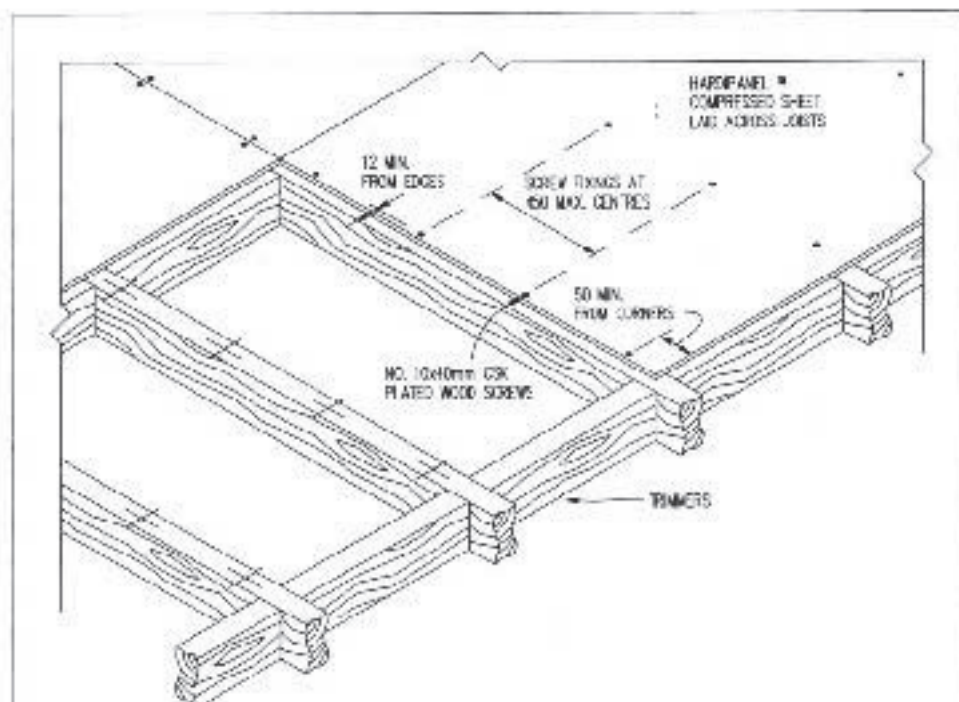 HARDIPANEL ®
COMPRESSED SHEET
LAID ACROSS JOISTS
12 MIN.
FROM EDGES
SCREW FIXINGS AT
450 MAX. CENTRES
50 MIN.
FROM CORNERS
NO. 10x40mm CSK
PLATED WOOD SCREWS
TRIMMERS